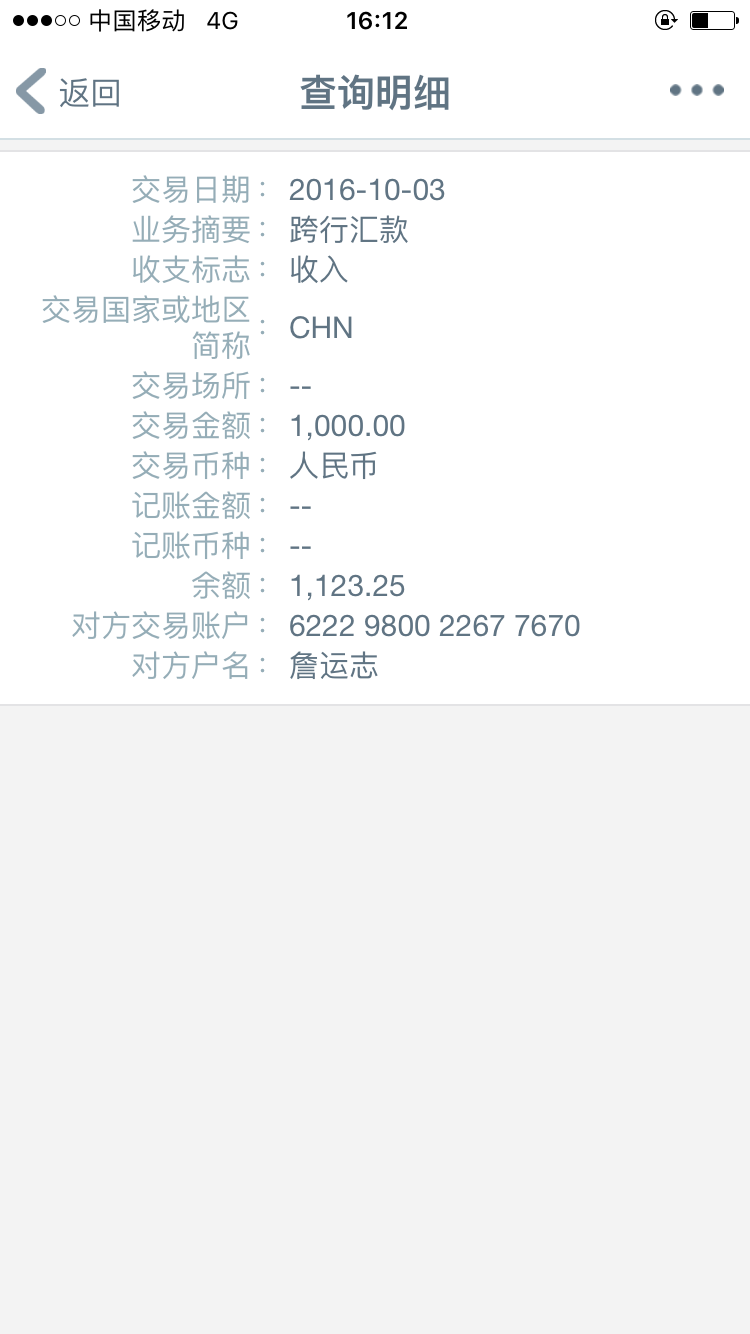 中国移动 4G 16:12
返回 查询明细
交易日期： 2016-10-03
业务摘要： 跨行汇款
收支标志： 收入
交易国家或地区
简称： CHN
交易场所： --
交易金额： 1,000.00
交易币种： 人民币
记账金额： --
记账币种： --
余额： 1,123.25
对方交易账户： 6222 9800 2267 7670
对方户名： 詹运志